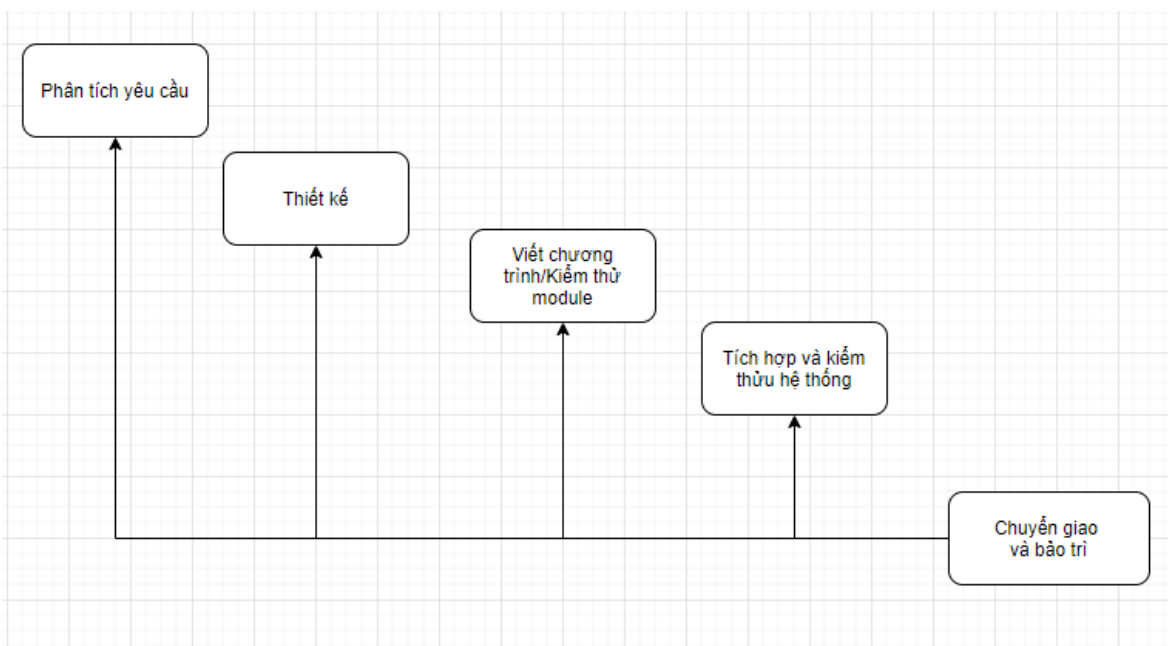 Phân tích yêu cầu
Thiết kế
Viết chương
trình/Kiểm thử
module
Tích hợp và kiểm
thửu hệ thống
Chuyển giao
và bảo trì